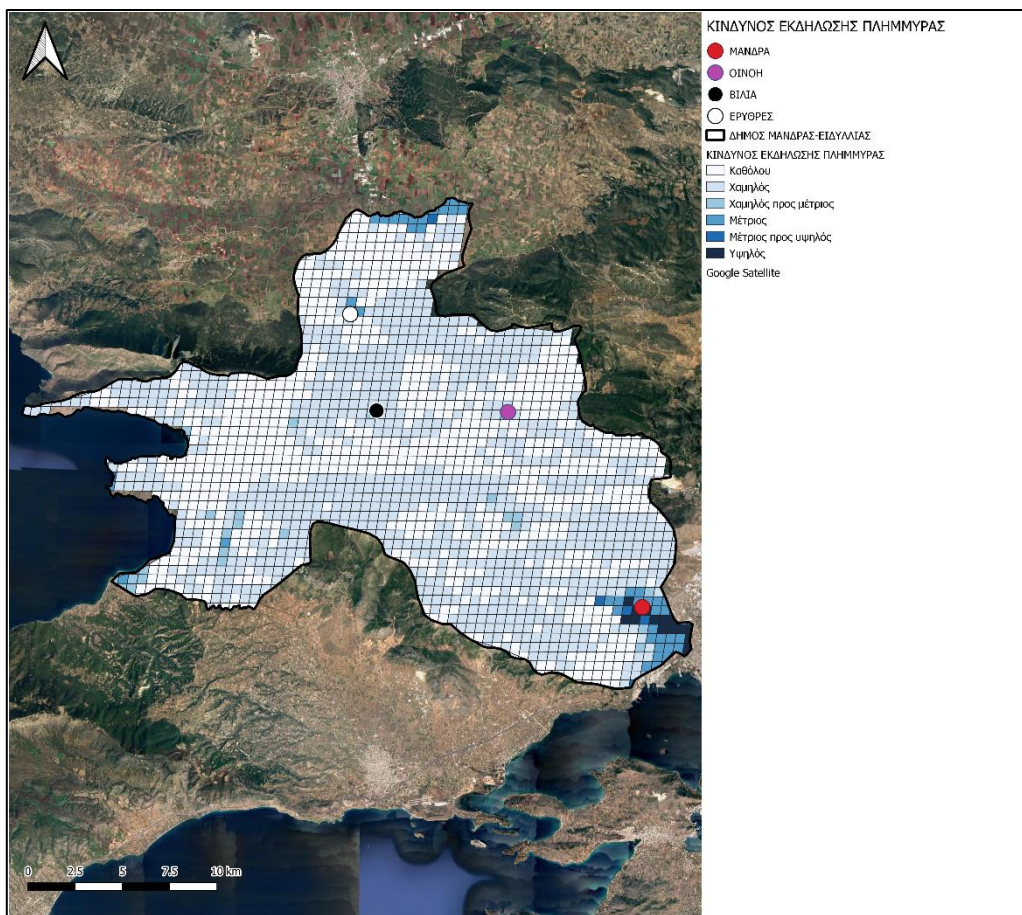 ΚΙΝΔΥΝΟΣ ΕΚΔΗΛΩΣΗΣ ΠΛΗΜΜΥΡΑΣ
ΜΑΝΔΡΑ
ΟΙΝΟΗ
ΒΙΛΙΑ
ΕΡΥΘΡΕΣ
ΔΗΜΟΣ ΜΑΝΔΡΑΣ-ΕΙΔΥΛΛΙΑΣ
ΚΙΝΔΥΝΟΣ ΕΚΔΗΛΩΣΗΣ ΠΛΗΜΜΥΡΑΣ
Καθόλου
Χαμηλός
Χαμηλός προς μέτριος
Μέτριος
Μέτριος προς υψηλός
Υψηλός
Google Satellite
0 2.5 5 7.5 10 km